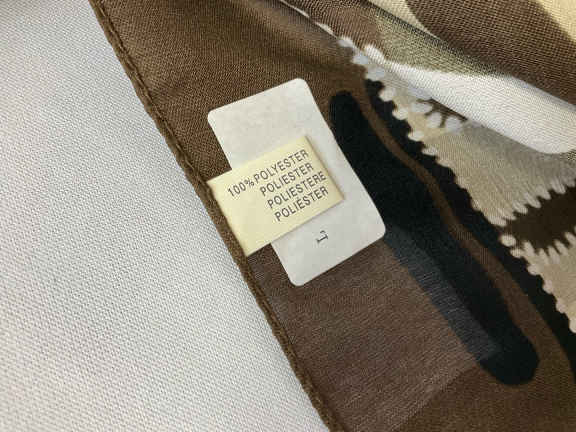 100% POLYESTER
POLIESTER
POLIESTERE
POLIÉSTER
L